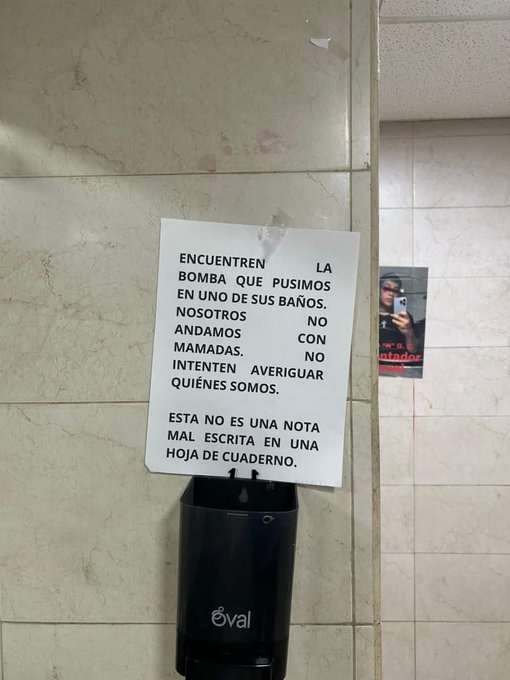 ENCUENTREN LA
BOMBA QUE PUSIMOS
EN UNO DE SUS BAÑOS.
NOSOTROS NO
ANDAMOS CON
MAMADAS. NO
INTENTEN AVERIGUAR
QUIÉNES SOMOS.
ESTA NO ES UNA NOTA
MAL ESCRITA EN UNA
HOJA DE CUADERNO.
"N" G. C
ntador
Oval